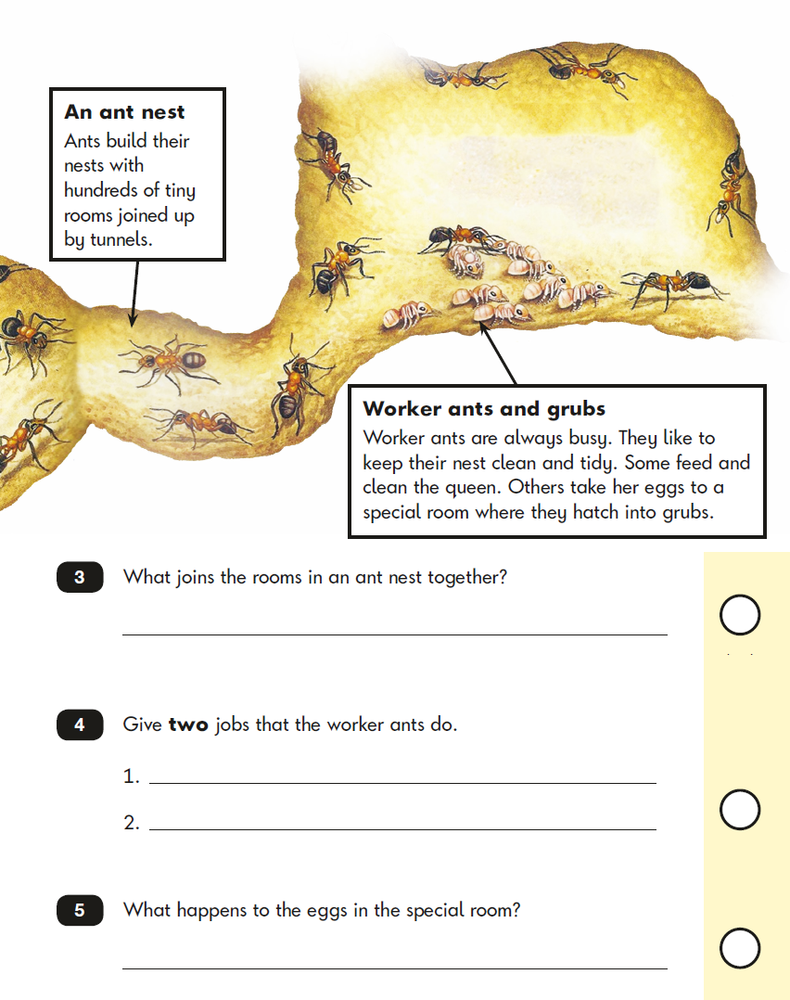 An ant nest
Ants build their
nests with
hundreds of tiny
rooms joined up
by tunnels.
Worker ants and grubs
Worker ants are always busy. They like to
keep their nest clean and tidy. Some feed and
clean the queen. Others take her eggs to a
special room where they hatch into grubs.
3 What joins the rooms in an ant nest together?
4 Give two jobs that the worker ants do.
1.
2.
5 What happens to the eggs in the special room?